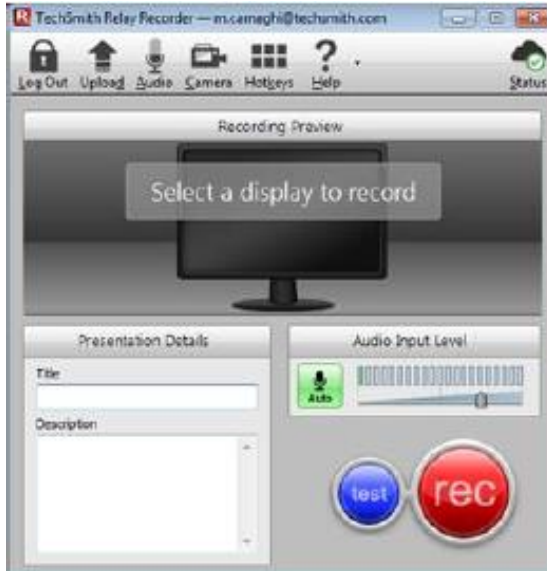 R TechSmith Relay Recorder — m.carnaghi@techsmith.com
Log Out Upload Audio Camera Hotkeys Help Status
Recording Preview
Select a display to record
Presentation Details
Audio Input Level
Title
Auto
Description
test rec